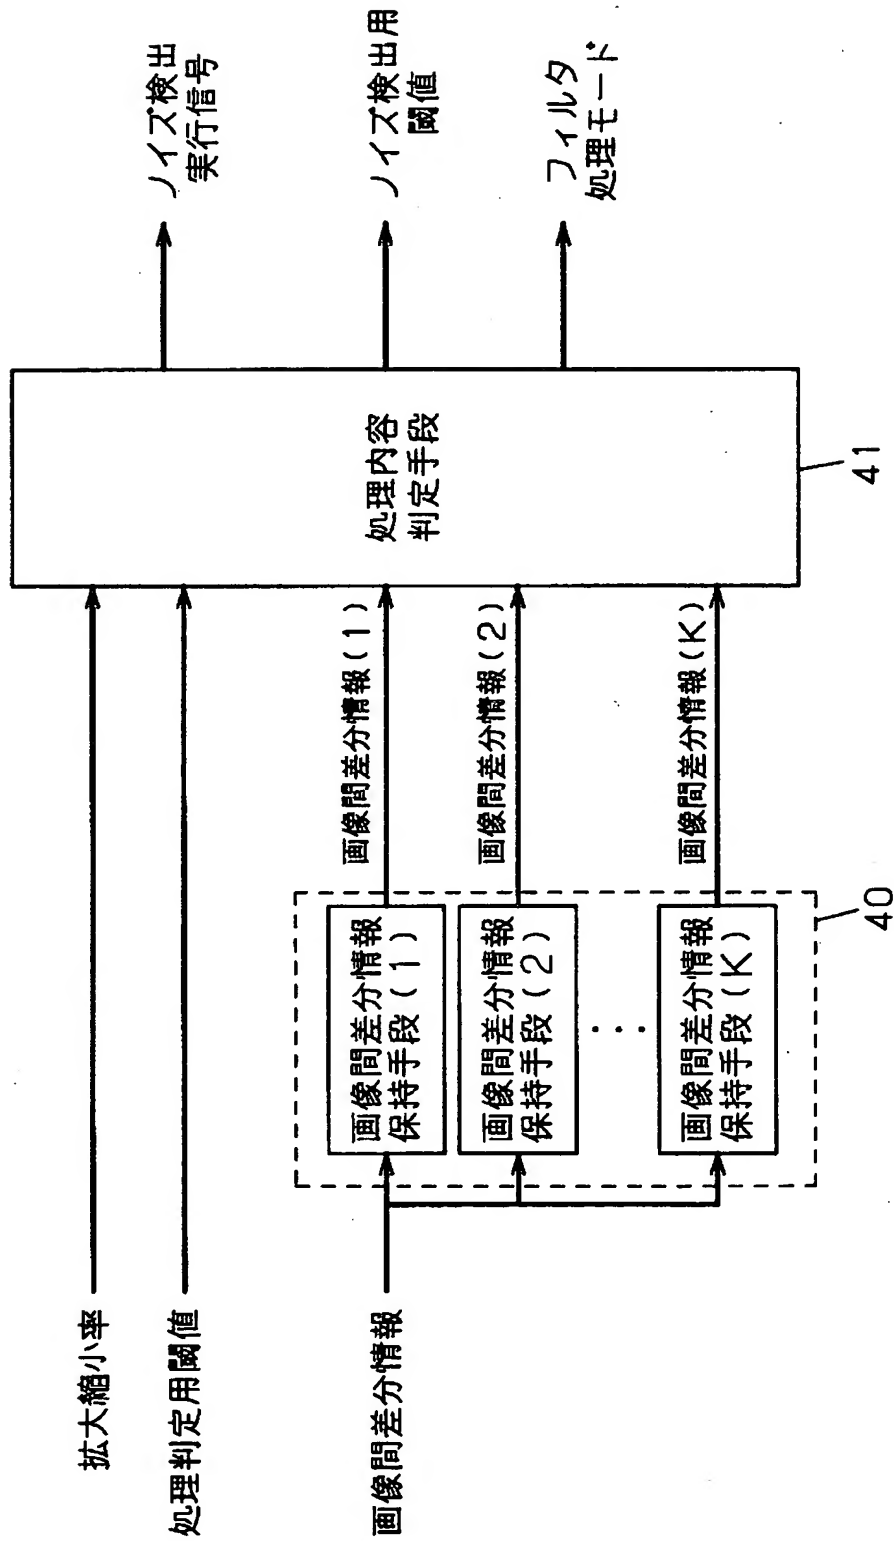 拡大縮小率
処理判定用閾値
画像間差分情報
画像間差分情報
保持手段(1)
画像間差分情報
保持手段(2)
・・・
画像間差分情報
保持手段(K)
40
画像間差分情報(1)
画像間差分情報(2)
画像間差分情報(K)
処理内容
判定手段
41
ノイズ検出
実行信号
ノイズ検出用
閾値
フィルタ
処理モード